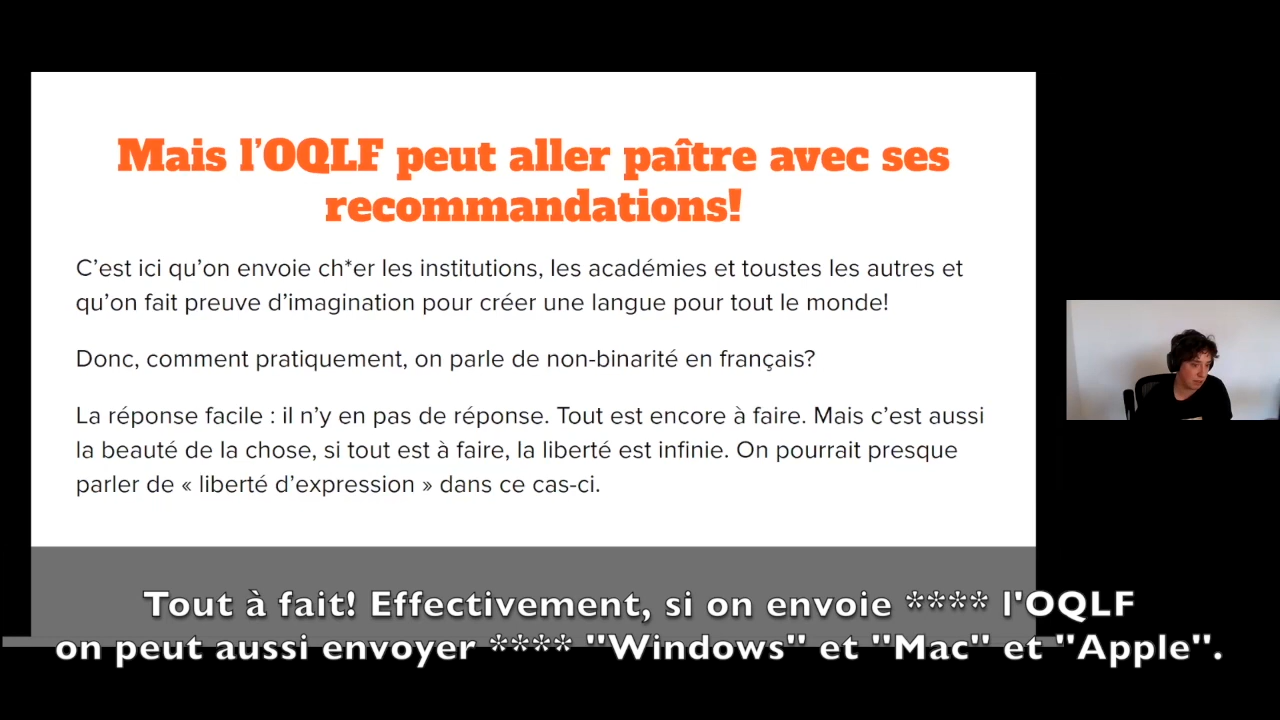 Mais l’OQLF peut aller paître avec ses
recommandations!
C’est ici qu’on envoie ch*er les institutions, les académies et toustes les autres et
qu’on fait preuve d’imagination pour créer une langue pour tout le monde!
Donc, comment pratiquement, on parle de non-binarité en français?
La réponse facile : il n’y en pas de réponse. Tout est encore à faire. Mais c’est aussi
la beauté de la chose, si tout est à faire, la liberté est infinie. On pourrait presque
parler de « liberté d’expression » dans ce cas-ci.
Tout à fait! Effectivement, si on envoie **** l'OQLF
on peut aussi envoyer **** "Windows" et "Mac" et "Apple".